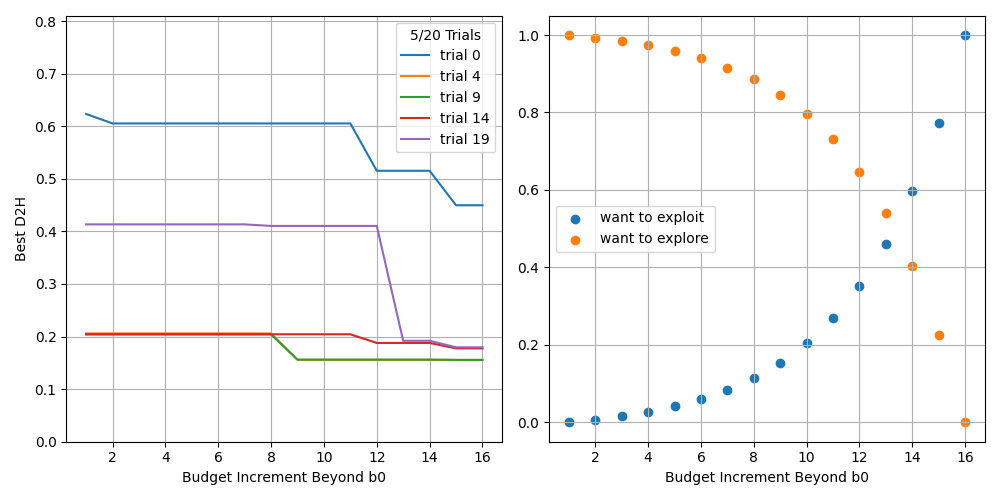 5/20 Trials
trial 0
trial 4
trial 9
trial 14
trial 19
0.8
0.7
0.6
0.5
0.4
0.3
0.2
0.1
0.0
Best D2H
2 4 6 8 10 12 14 16
Budget Increment Beyond b0
want to exploit
want to explore
1.0
0.8
0.6
0.4
0.2
0.0
2 4 6 8 10 12 14 16
Budget Increment Beyond b0